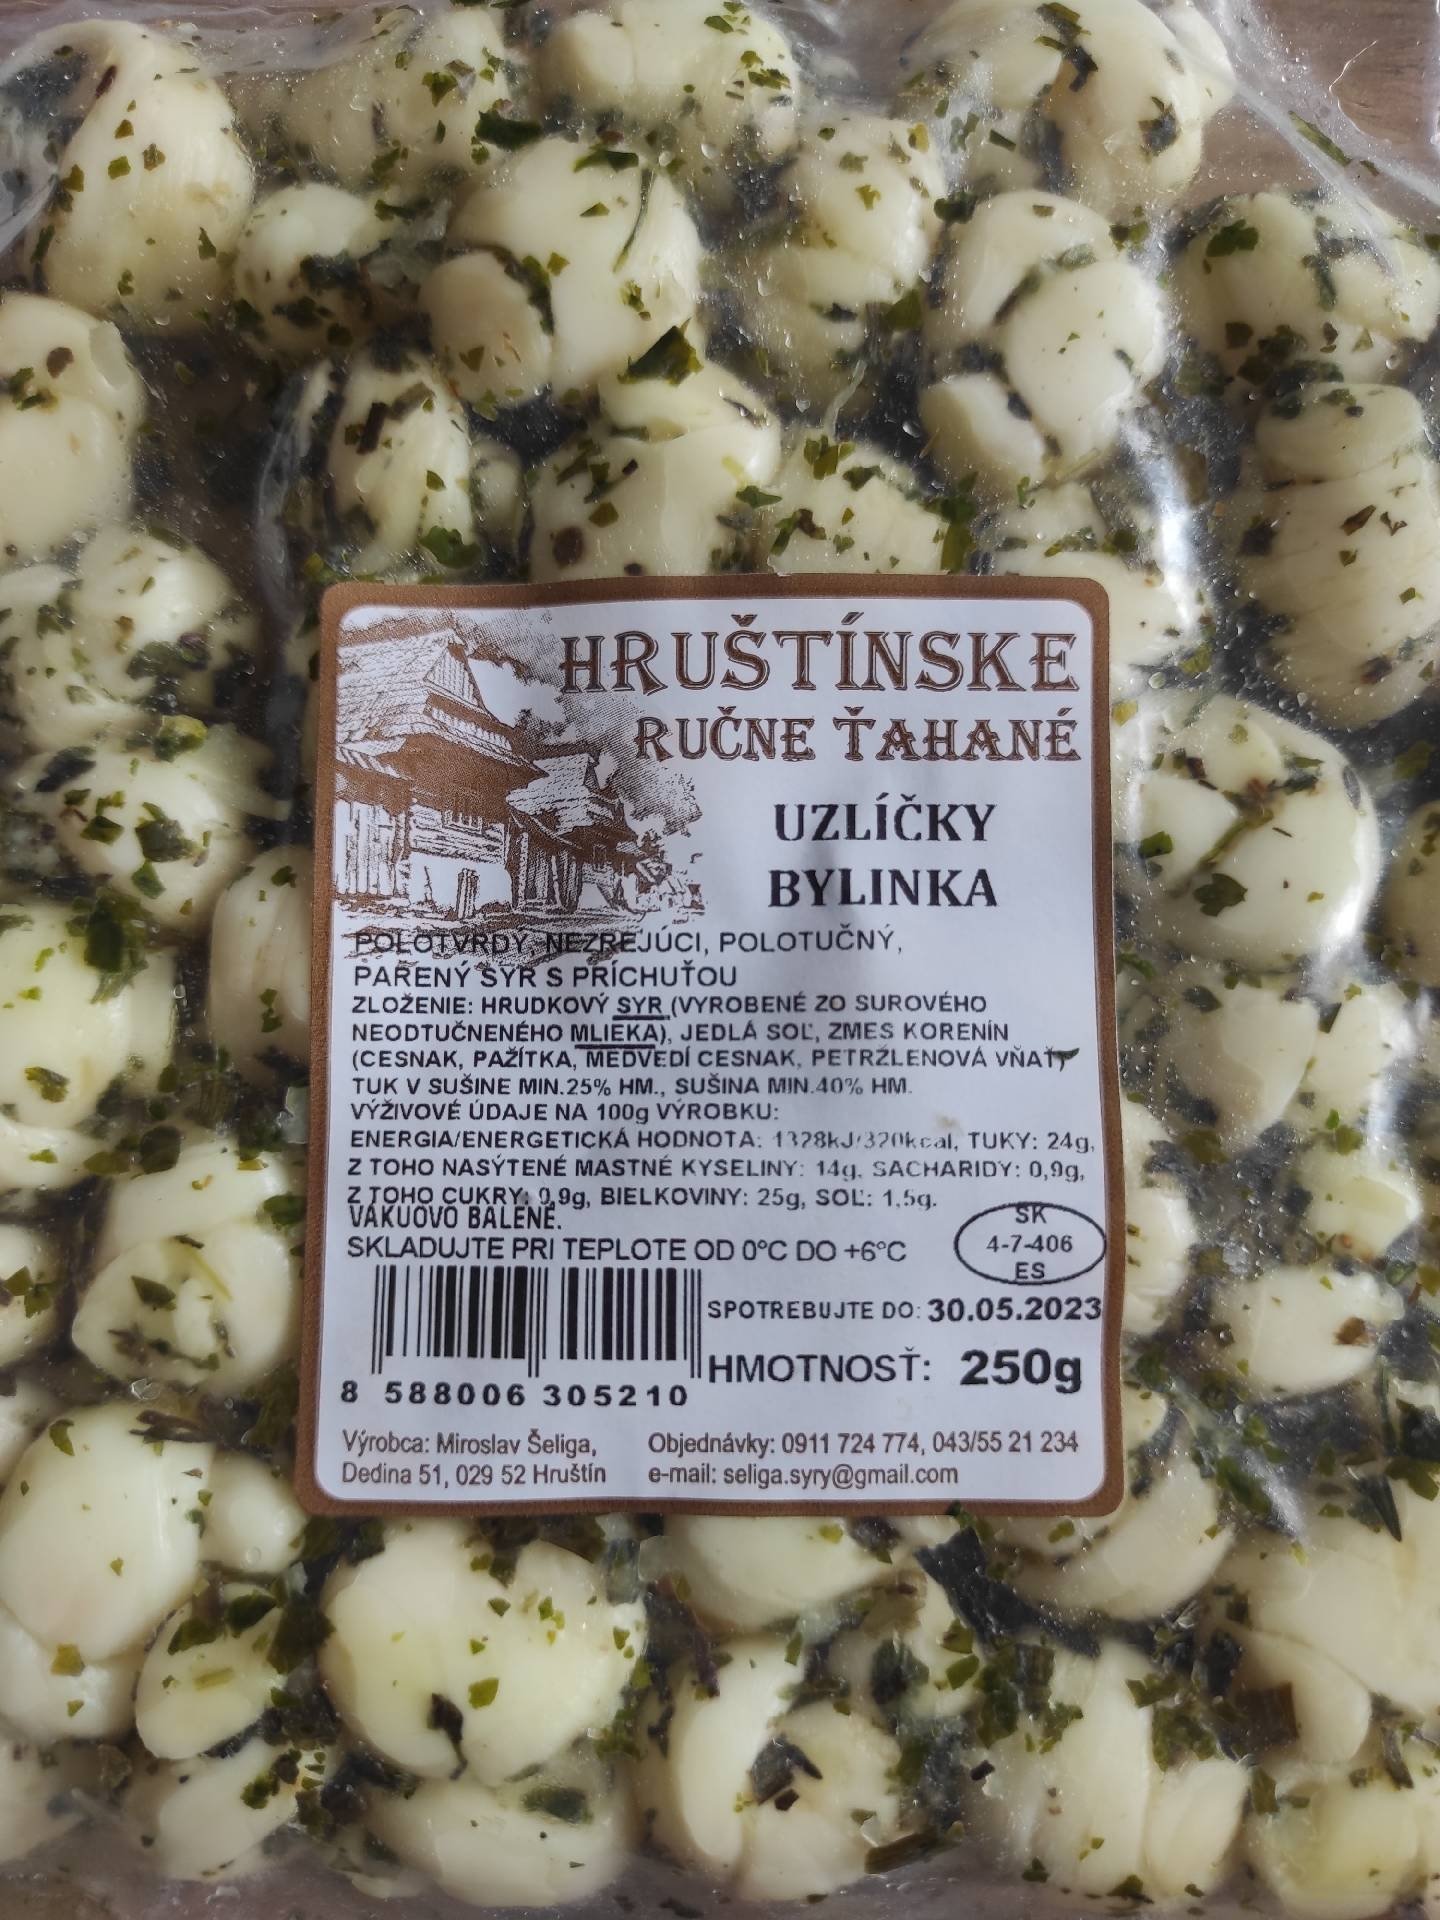 HRUŠTÍNSKE
RUČNE ŤAHANÉ
UZLÍČKY
BYLINKA
POLOTVRDÝ, NEZREJÚCI, POLOTUČNÝ,
PARENÝ SYR S PRÍCHUŤOU
ZLOŽENIE: HRUDKOVÝ SYR (VYROBENÉ ZO SUROVÉHO
NEODTUČNENÉHO MLIEKA), JEDLÁ SOĽ, ZMES KORENÍN
(CESNAK, PAŽÍTKA, MEDVEDÍ CESNAK, PETRŽLENOVÁ VŇAŤ
TUK V SUŠINE MIN.25% HM., SUŠINA MIN.40% HM.
VÝŽIVOVÉ ÚDAJE NA 100g VÝROBKU:
ENERGIA/ENERGETICKÁ HODNOTA: 1328kJ/320kcal, TUKY: 24g,
Z TOHO NASÝTENÉ MASTNÉ KYSELINY: 14g, SACHARIDY: 0,9g,
Z TOHO CUKRY: 0,9g, BIELKOVINY: 25g, SOĽ: 1,5g.
VÁKUOVO BALENÉ.
SKLADUJTE PRI TEPLOTE OD 0°C DO +6°C
SK
4-7-406
ES
SPOTREBUJTE DO: 30.05.2023
HMOTNOSŤ: 250g
8 588006 305210
Výrobca: Miroslav Šeliga,
Dedina 51, 029 52 Hruštín
Objednávky: 0911 724 774, 043/55 21 234
e-mail: seliga.syry@gmail.com